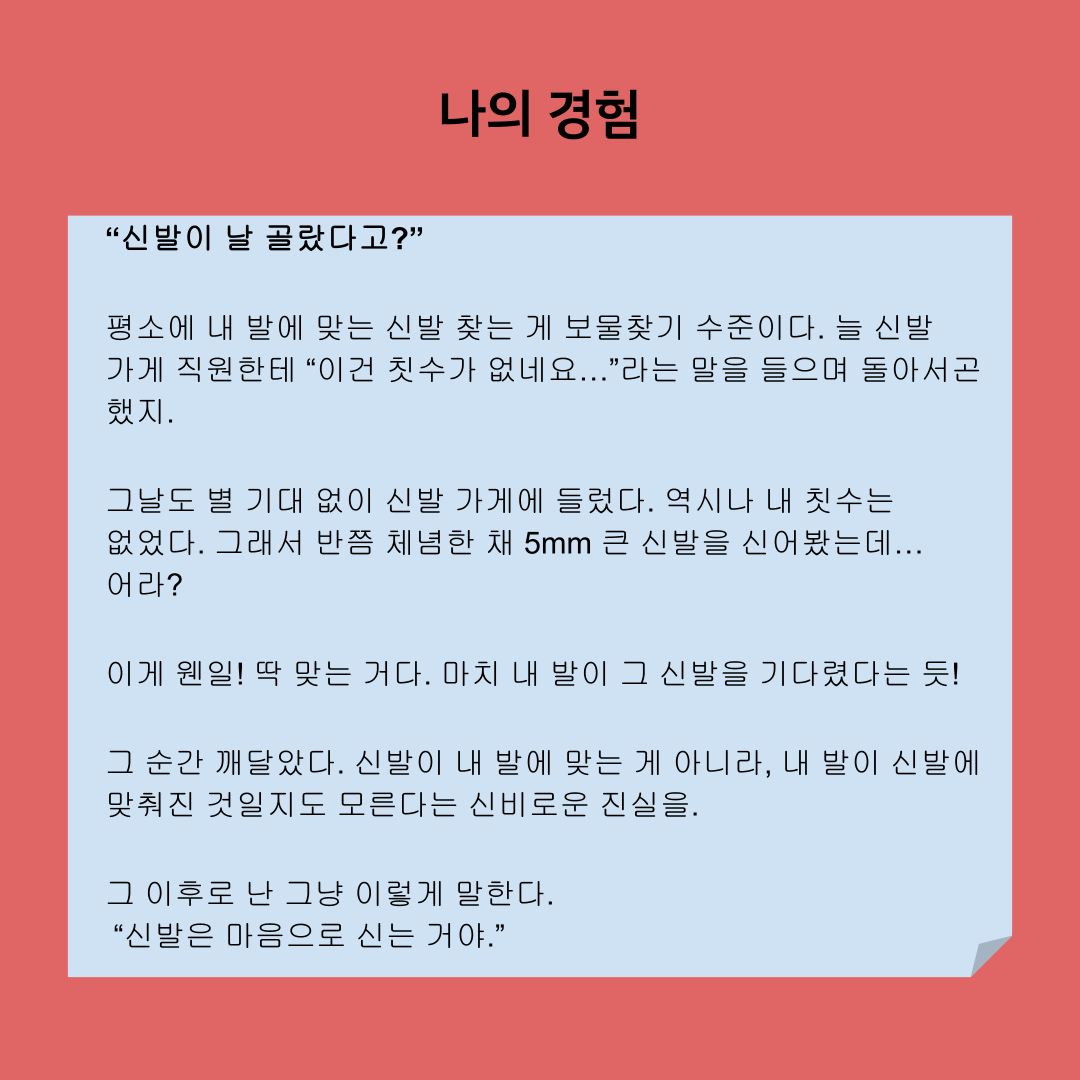 나의 경험
“신발이 날 골랐다고?”
평소에 내 발에 맞는 신발 찾는 게 보물찾기 수준이다. 늘 신발
가게 직원한테 “이건 칫수가 없네요...”라는 말을 들으며 돌아서곤
했지.
그날도 별 기대 없이 신발 가게에 들렀다. 역시나 내 칫수는
없었다. 그래서 반쯤 체념한 채 5mm 큰 신발을 신어봤는데...
어라?
이게 웬일! 딱 맞는 거다. 마치 내 발이 그 신발을 기다렸다는 듯!
그 순간 깨달았다. 신발이 내 발에 맞는 게 아니라, 내 발이 신발에
맞춰진 것일지도 모른다는 신비로운 진실을.
그 이후로 난 그냥 이렇게 말한다.
“신발은 마음으로 신는 거야.”